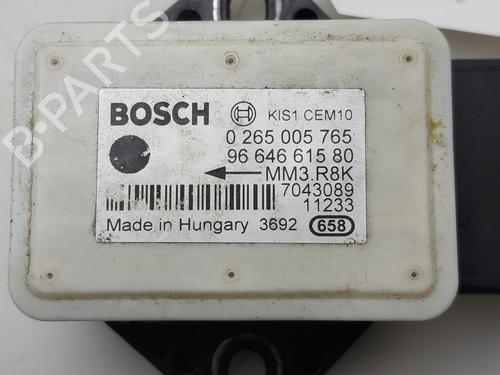 BOSCH KIS1 CEM10
0 265 005 765
96 646 615 80
MM3.R8K
7043089
11233
Made in Hungary 3692 658
B-PARTS